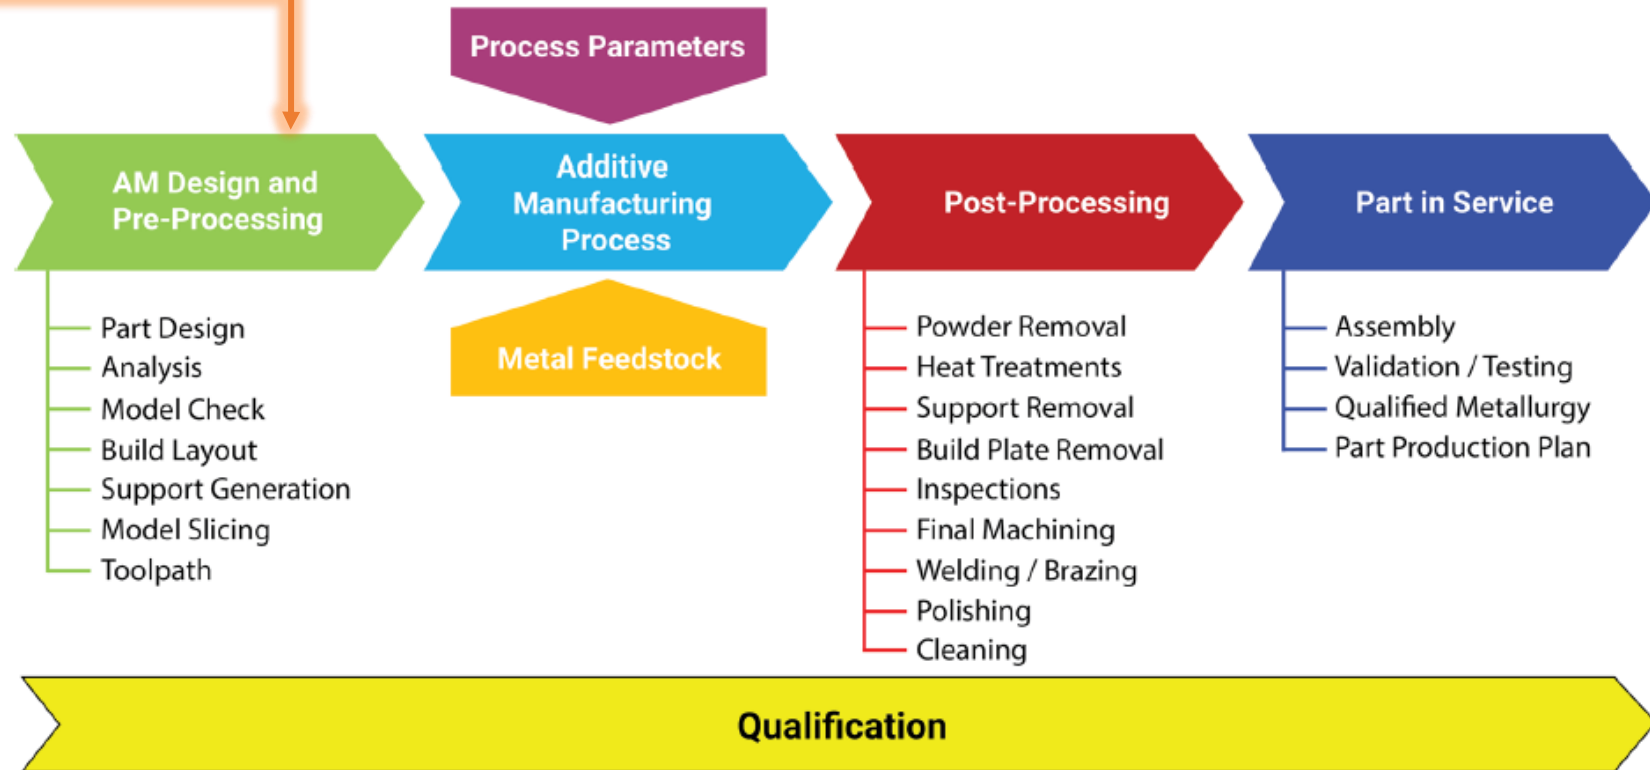 Process Parameters
AM Design and
Pre-Processing
Additive
Manufacturing
Process
Post-Processing
Part in Service
Metal Feedstock
Part Design
Analysis
Model Check
Build Layout
Support Generation
Model Slicing
Toolpath
Powder Removal
Heat Treatments
Support Removal
Build Plate Removal
Inspections
Final Machining
Welding / Brazing
Polishing
Cleaning
Assembly
Validation / Testing
Qualified Metallurgy
Part Production Plan
Qualification